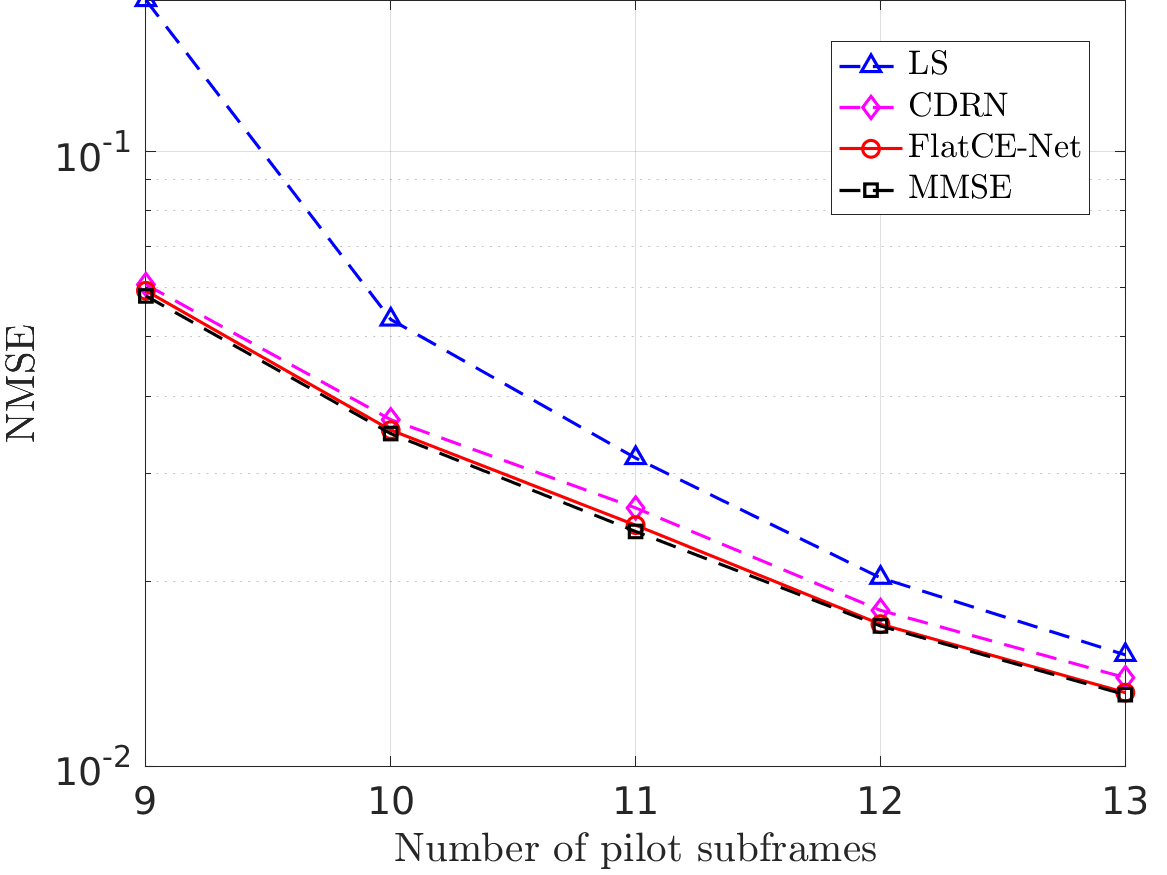 LS
CDRN
FlatCE-Net
MMSE
10-1
10-2
NMSE
9 10 11 12 13
Number of pilot subframes